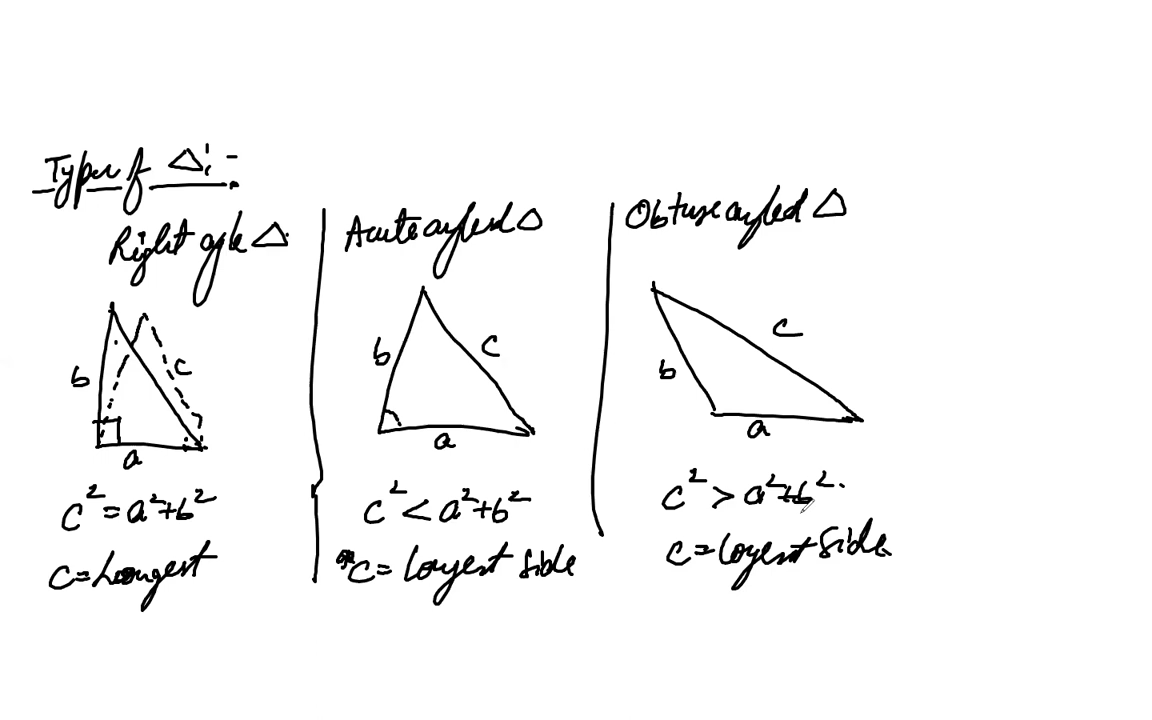 Types of Δ: -
Right angle Δ
b
c
a
c² = a² + b²
c = Longest
Acute angled Δ
b
c
a
c² < a² + b²
c = longest side
Obtuse angled Δ
b
c
a
c² > a² + b².
c = longest side